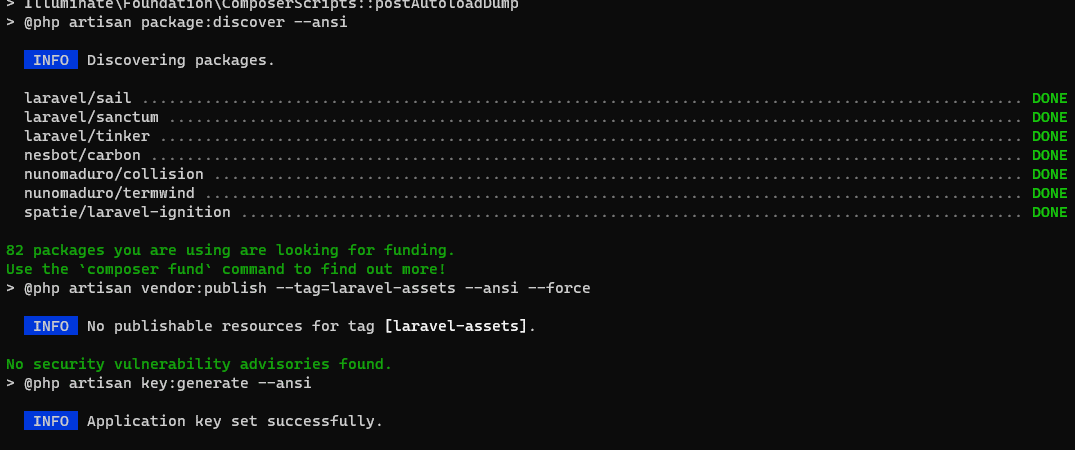 > Illuminate\Foundation\ComposerScripts::postAutoloadDump
> @php artisan package:discover --ansi
INFO Discovering packages.
laravel/sail .................................................................................................. DONE
laravel/sanctum ............................................................................................... DONE
laravel/tinker ................................................................................................ DONE
nesbot/carbon ................................................................................................. DONE
nunomaduro/collision .......................................................................................... DONE
nunomaduro/termwind ........................................................................................... DONE
spatie/laravel-ignition ....................................................................................... DONE
82 packages you are using are looking for funding.
Use the `composer fund` command to find out more!
> @php artisan vendor:publish --tag=laravel-assets --ansi --force
INFO No publishable resources for tag [laravel-assets].
No security vulnerability advisories found.
> @php artisan key:generate --ansi
INFO Application key set successfully.